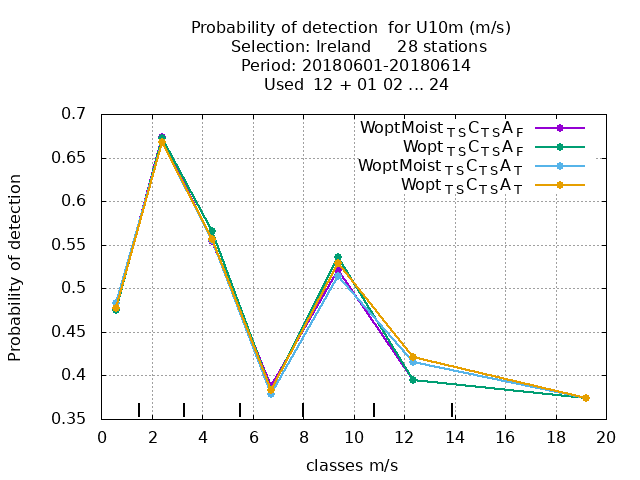 Probability of detection  for U10m (m/s)
Selection: Ireland     28 stations
Period: 20180601-20180614
Used  12 + 01 02 ... 24
WoptMoist TS C TS A F
Wopt TS C TS A F
WoptMoist TS C TS A T
Wopt TS C TS A T
0.7
0.65
0.6
0.55
0.5
0.45
0.4
0.35
Probability of detection
0 2 4 6 8 10 12 14 16 18 20
classes m/s